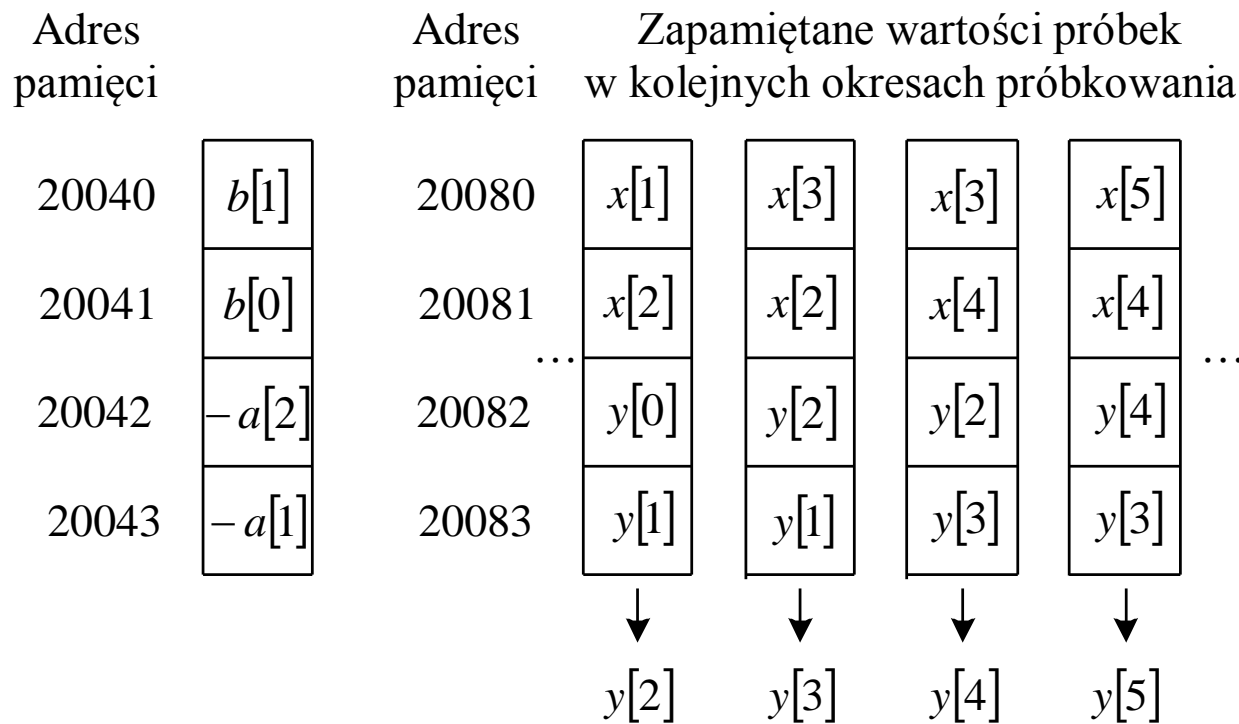 Adres pamięci
Adres pamięci
Zapamiętane wartości próbek
w kolejnych okresach próbkowania
20040 b[1] 20080 x[1] x[3] x[3] x[5]
20041 b[0] 20081 x[2] x[2] x[4] x[4]
… …
20042 −a[2] 20082 y[0] y[2] y[2] y[4]
20043 −a[1] 20083 y[1] y[1] y[3] y[3]
y[2] y[3] y[4] y[5]